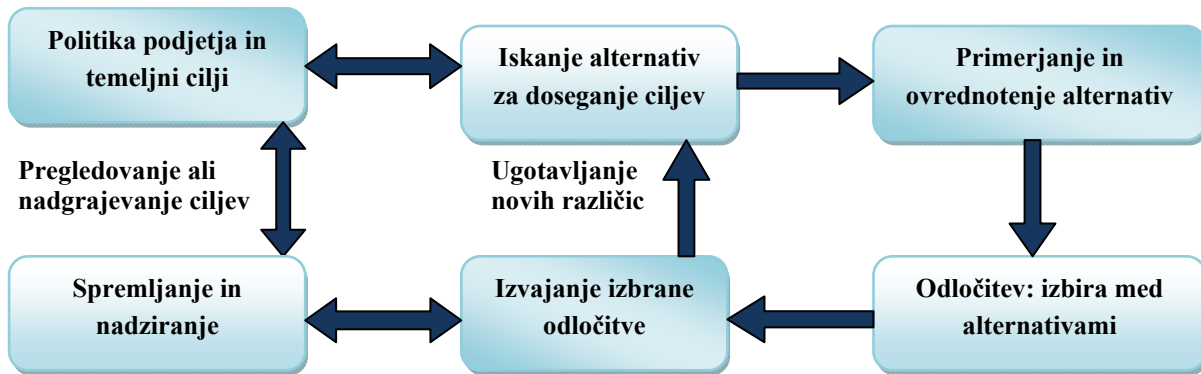 Politika podjetja in
temeljni cilji
Iskanje alternativ
za doseganje ciljev
Primerjanje in
ovrednotenje alternativ
Pregledovanje ali
nadgrajevanje ciljev
Ugotavljanje
novih različic
Spremljanje in
nadziranje
Izvajanje izbrane
odločitve
Odločitev: izbira med
alternativami